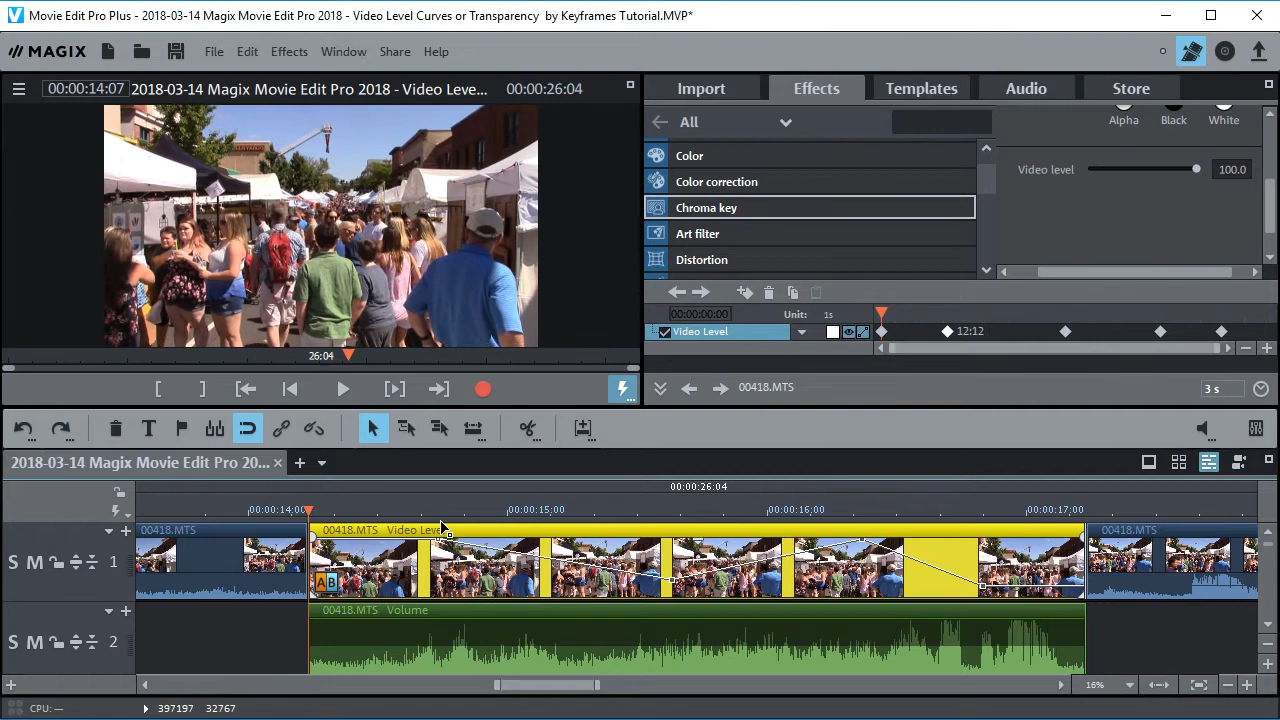 Movie Edit Pro Plus - 2018-03-14 Magix Movie Edit Pro 2018 - Video Level Curves or Transparency by Keyframes Tutorial.MVP*
MAGIX File Edit Effects Window Share Help
00:00:14:07 2018-03-14 Magix Movie Edit Pro 2018 - Video Leve... 00:00:26:04
Import Effects Templates Audio Store
All
Alpha Black White
Color
Color correction
Chroma key
Art filter
Distortion
Video level 100.0
00:00:00:00 Unit: 1s
Video Level 12:12
26:04
00418.MTS 3 s
2018-03-14 Magix Movie Edit Pro 20...
00:00:26:04
00:00:14;00 00:00:15;00 00:00:16;00 00:00:17;00
00418.MTS 00418.MTS Video Leve 00418.MTS
S M 1
AB
00418.MTS Volume
S M 2
16%
CPU: — 397197 32767